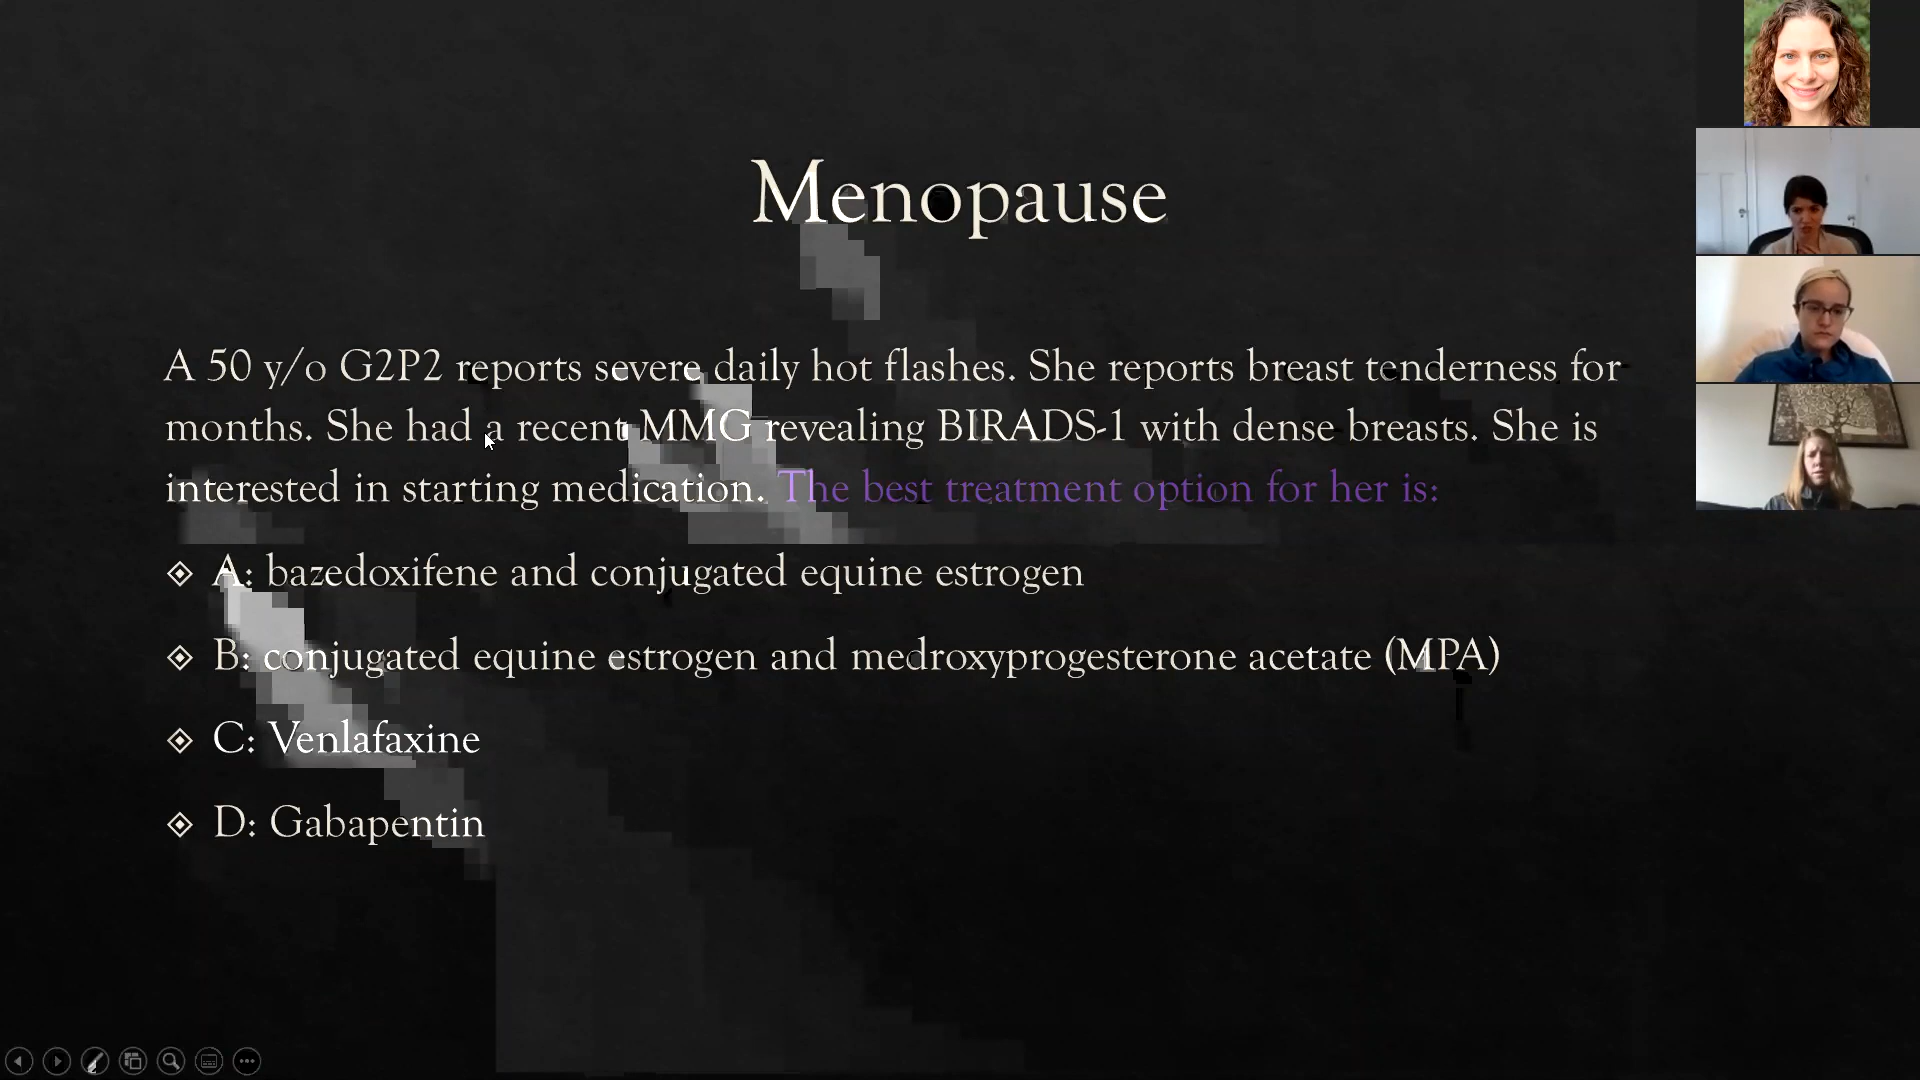 Menopause
A 50 y/o G2P2 reports severe daily hot flashes. She reports breast tenderness for
months. She had a recent MMG revealing BIRADS-1 with dense breasts. She is
interested in starting medication. The best treatment option for her is:
A: bazedoxifene and conjugated equine estrogen
B: conjugated equine estrogen and medroxyprogesterone acetate (MPA)
C: Venlafaxine
D: Gabapentin